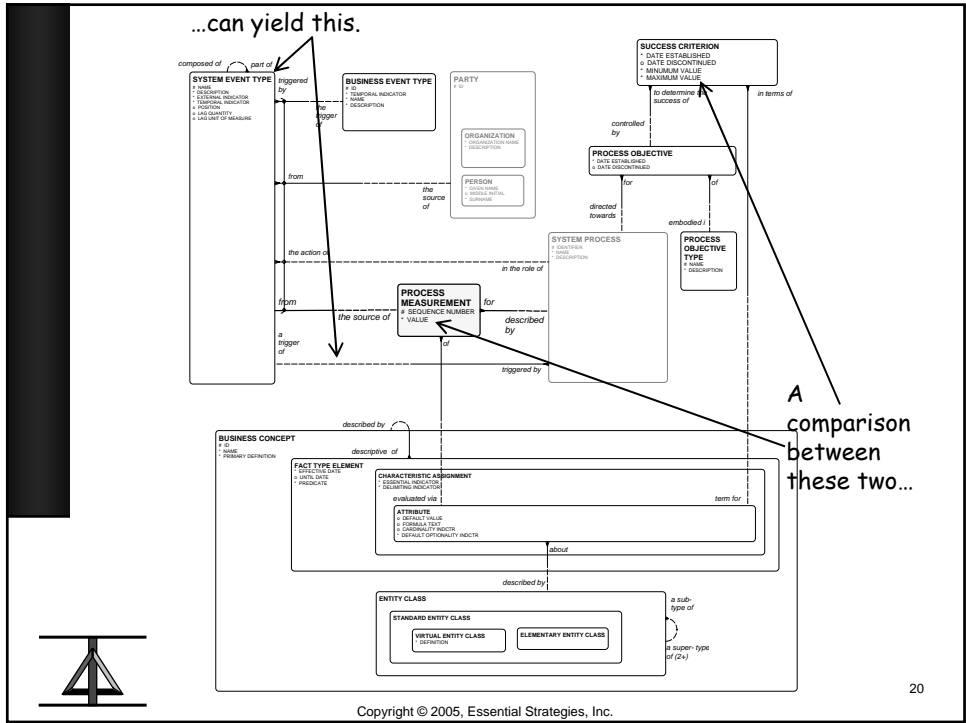 …can yield this.
composed of
part of
SYSTEM EVENT TYPE
# NAME
* DESCRIPTION
* EXTERNAL INDICATOR
* TEMPORAL INDICATOR
o POSITION
o LAG QUANTITY
o LAG UNIT OF MEASURE
triggered
by
the
trigger
of
BUSINESS EVENT TYPE
# ID
* TEMPORAL INDICATOR
* NAME
* DESCRIPTION
PARTY
# ID
ORGANIZATION
* ORGANIZATION NAME
* DESCRIPTION
PERSON
* GIVEN NAME
o MIDDLE INITIAL
* SURNAME
SUCCESS CRITERION
* DATE ESTABLISHED
o DATE DISCONTINUED
* MINIMUM VALUE
* MAXIMUM VALUE
to determine the
success of
in terms of
controlled
by
PROCESS OBJECTIVE
* DATE ESTABLISHED
o DATE DISCONTINUED
for
of
directed
towards
embodied i
from
the
source
of
SYSTEM PROCESS
# IDENTIFIER
* NAME
* DESCRIPTION
PROCESS
OBJECTIVE
TYPE
# NAME
* DESCRIPTION
the action of
in the role of
from
the source of
PROCESS
MEASUREMENT
# SEQUENCE NUMBER
* VALUE
for
described
by
of
a
trigger
of
triggered by
A
comparison
between
these two…
described by
descriptive of
BUSINESS CONCEPT
# ID
* NAME
* PRIMARY DEFINITION
FACT TYPE ELEMENT
* EFFECTIVE DATE
o UNTIL DATE
* PREDICATE
CHARACTERISTIC ASSIGNMENT
* ESSENTIAL INDICATOR
* DELIMITING INDICATOR
evaluated via
term for
ATTRIBUTE
o DEFAULT VALUE
o FORMULA TEXT
o CARDINALITY INDCTR
* DEFAULT OPTIONALITY INDCTR
about
described by
ENTITY CLASS
STANDARD ENTITY CLASS
VIRTUAL ENTITY CLASS
* DEFINITION
ELEMENTARY ENTITY CLASS
a sub-
type of
a super- type
of (2+)
20
Copyright © 2005, Essential Strategies, Inc.